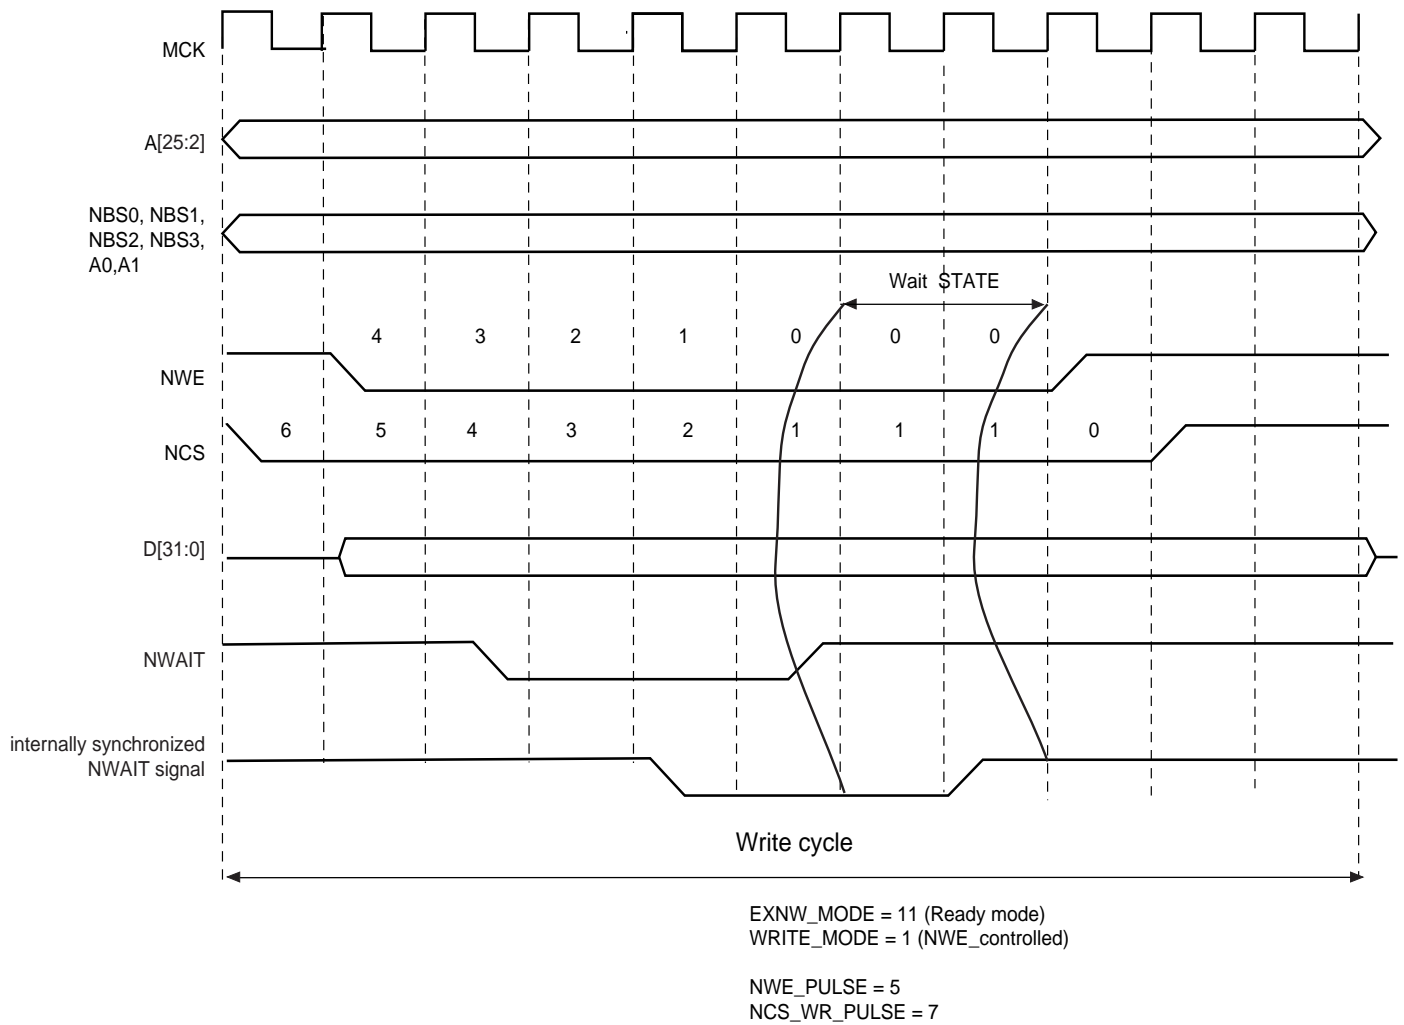 MCK
A[25:2]
NBS0, NBS1,
NBS2, NBS3,
A0,A1
Wait STATE
4 3 2 1 0 0 0
NWE
6 5 4 3 2 1 1 1 0
NCS
D[31:0]
NWAIT
internally synchronized
NWAIT signal
Write cycle
EXNW_MODE = 11 (Ready mode)
WRITE_MODE = 1 (NWE_controlled)
NWE_PULSE = 5
NCS_WR_PULSE = 7